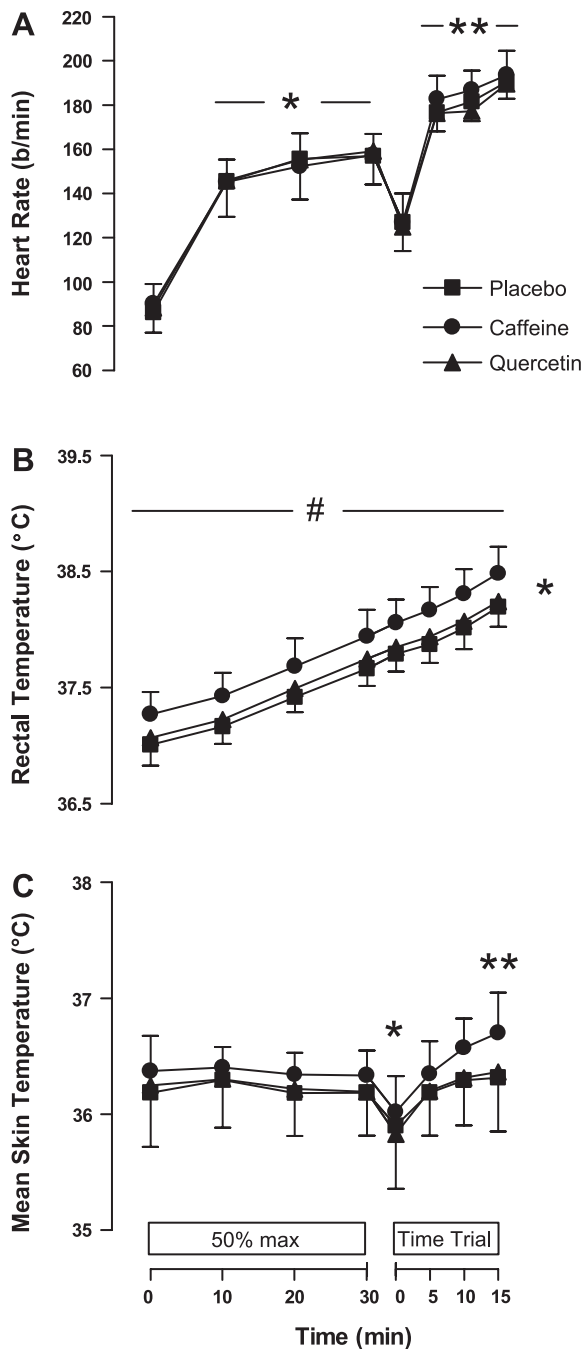 A
Heart Rate (b/min)
220
200
180
160
140
120
100
80
60
*
**
Placebo
Caffeine
Quercetin
B
Rectal Temperature (°C)
39.5
38.5
37.5
36.5
#
*
C
Mean Skin Temperature (°C)
38
37
36
35
*
**
50% max
Time Trial
0 10 20 30 0 5 10 15
Time (min)